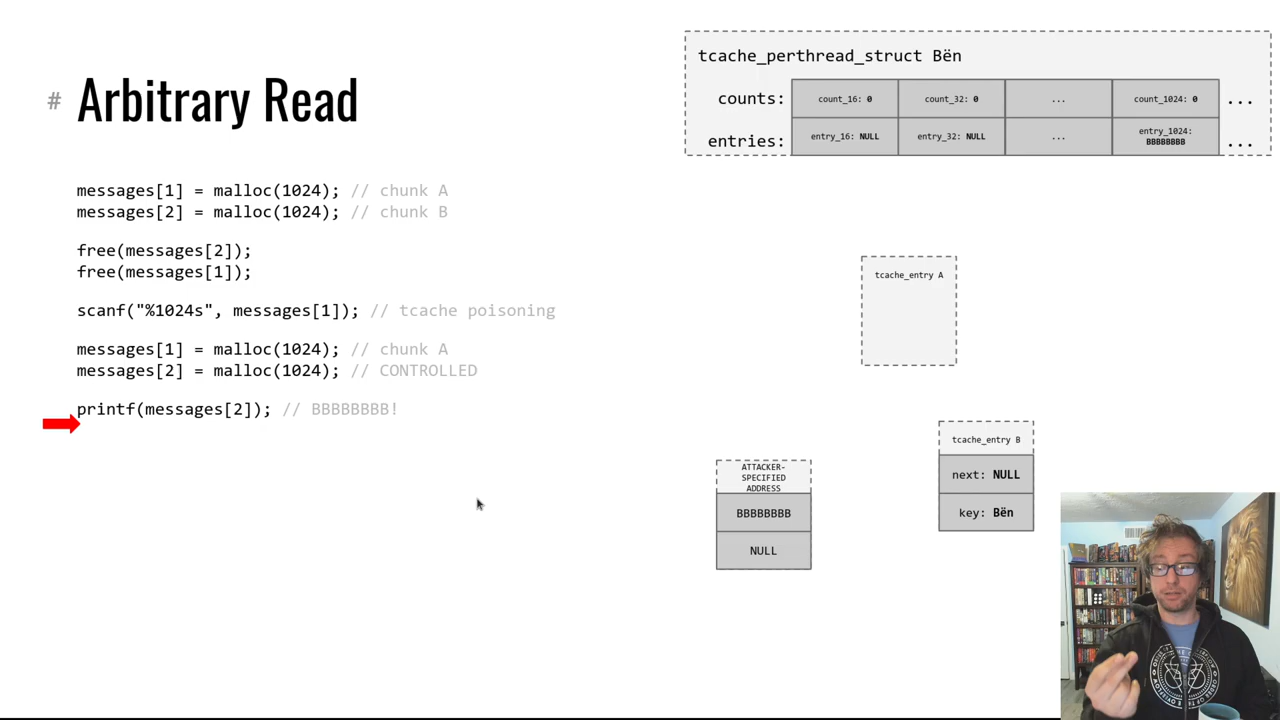 # Arbitrary Read
messages[1] = malloc(1024); // chunk A
messages[2] = malloc(1024); // chunk B
free(messages[2]);
free(messages[1]);
scanf("%1024s", messages[1]); // tcache poisoning
messages[1] = malloc(1024); // chunk A
messages[2] = malloc(1024); // CONTROLLED
printf(messages[2]); // BBBBBBBB!
tcache_perthread_struct Bën
counts: count_16: 0 count_32: 0 ... count_1024: 0 ...
entries: entry_16: NULL entry_32: NULL ... entry_1024: BBBBBBBB ...
tcache_entry A
tcache_entry B
next: NULL
key: Bën
ATTACKER-
SPECIFIED
ADDRESS
BBBBBBBB
NULL